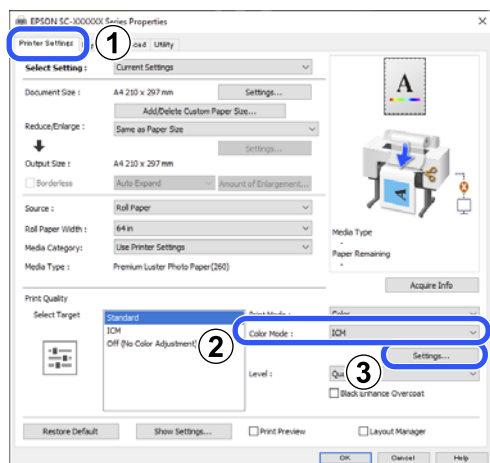 EPSON SC-XXXXXX Series Properties
Printer Settings
1
Utility
Select Setting :
Current Settings
Document Size :
A4 210 x 297 mm
Settings...
Add/Delete Custom Paper Size...
Reduce/Enlarge :
Same as Paper Size
Settings...
Output Size :
A4 210 x 297 mm
Borderless
Auto Expand
Amount of Enlargement...
Source :
Roll Paper
Roll Paper Width :
64 in
Media Category:
Use Printer Settings
Media Type :
Premium Luster Photo Paper(260)
A
Media Type
-
Paper Remaining
-
Acquire Info
Print Quality
Select Target
Standard
ICM
Off (No Color Adjustment)
2
Print Mode :
Color
Color Mode :
ICM
Settings...
3
Level :
Black Enhance Overcoat
Restore Default
Show Settings...
Print Preview
Layout Manager
OK
Cancel
Help